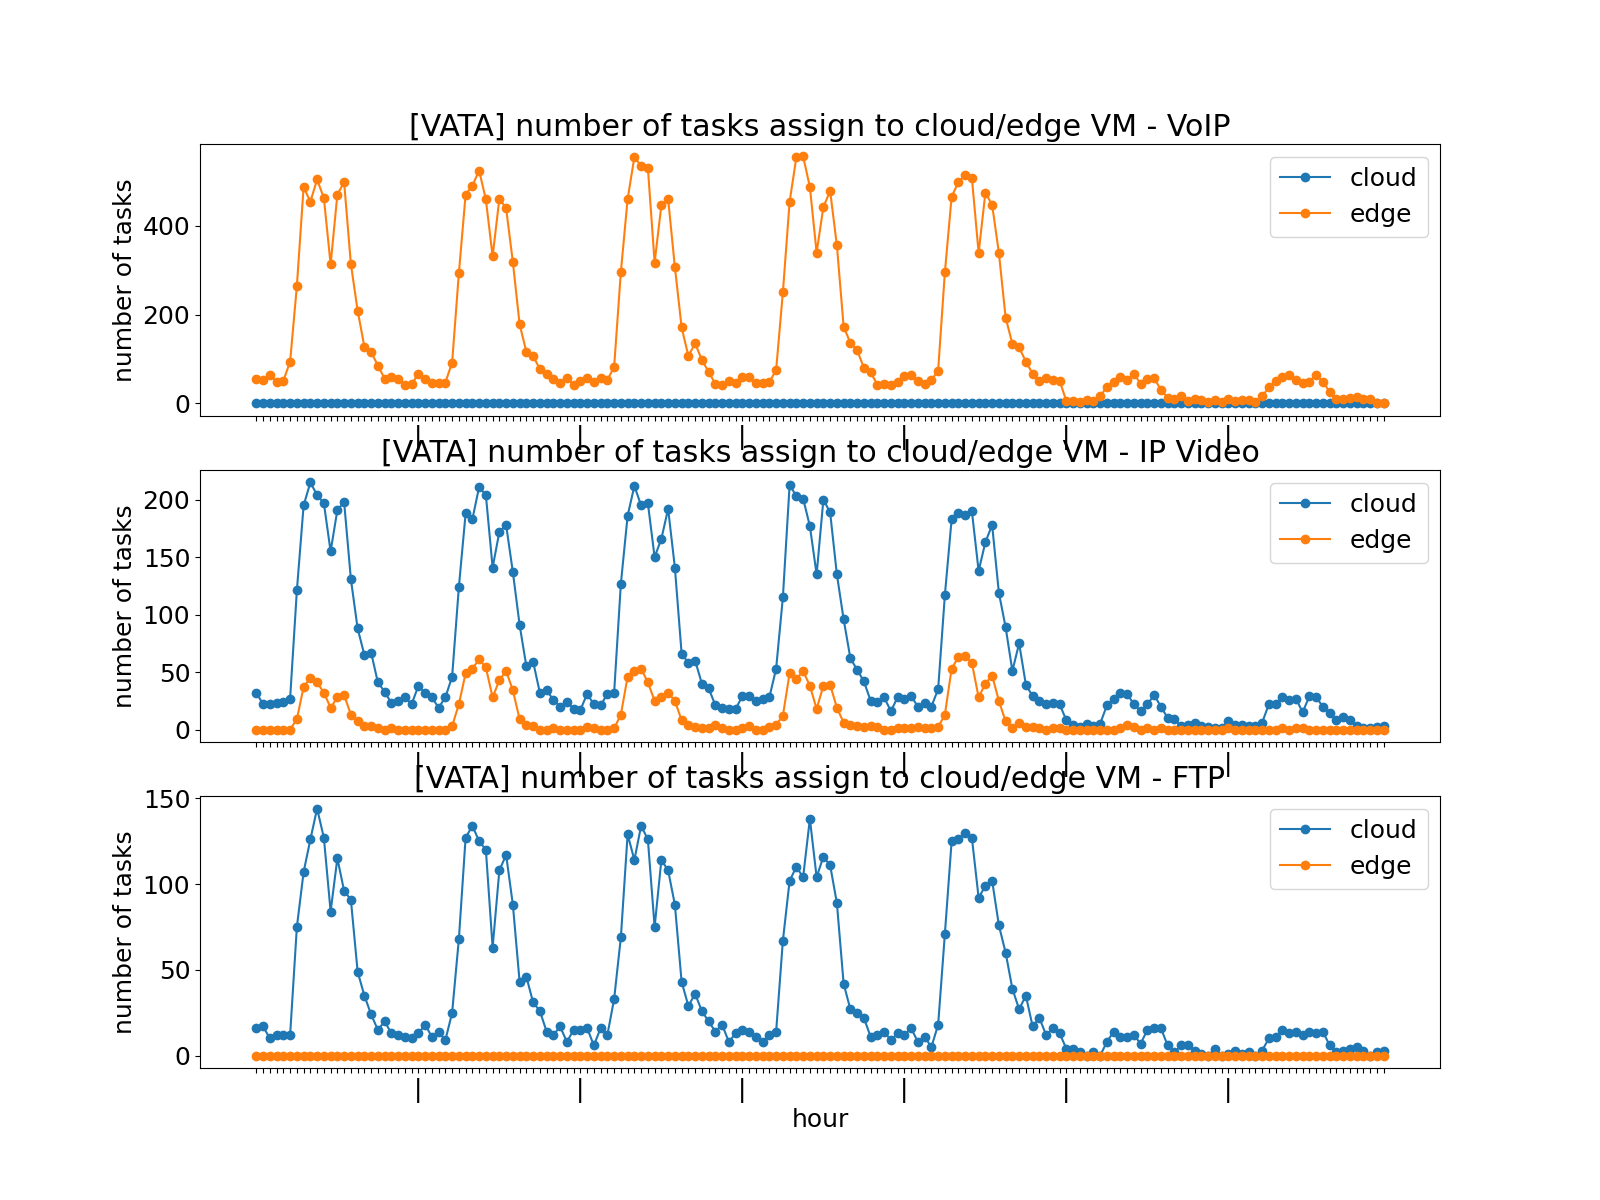 [VATA] number of tasks assign to cloud/edge VM - VoIP
number of tasks
400
200
0
cloud
edge
[VATA] number of tasks assign to cloud/edge VM - IP Video
number of tasks
200
150
100
50
0
cloud
edge
[VATA] number of tasks assign to cloud/edge VM - FTP
number of tasks
150
100
50
0
cloud
edge
| | | | | |
hour